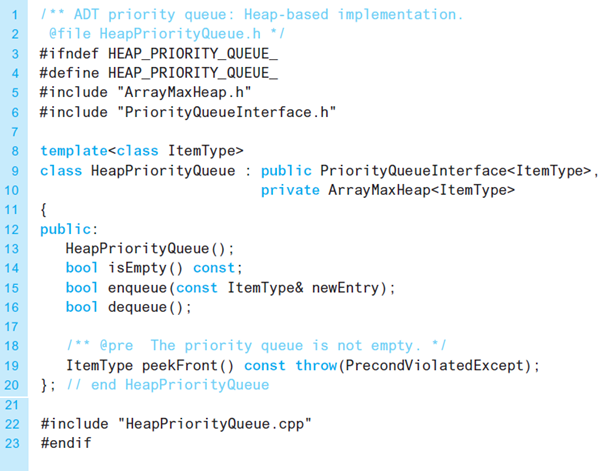 1 /** ADT priority queue: Heap-based implementation.
2  @file HeapPriorityQueue.h */
3 #ifndef HEAP_PRIORITY_QUEUE_
4 #define HEAP_PRIORITY_QUEUE_
5 #include "ArrayMaxHeap.h"
6 #include "PriorityQueueInterface.h"
7
8 template<class ItemType>
9 class HeapPriorityQueue : public PriorityQueueInterface<ItemType>,
10                           private ArrayMaxHeap<ItemType>
11 {
12 public:
13    HeapPriorityQueue();
14    bool isEmpty() const;
15    bool enqueue(const ItemType& newEntry);
16    bool dequeue();
17
18    /** @pre  The priority queue is not empty. */
19    ItemType peekFront() const throw(PrecondViolatedExcept);
20 }; // end HeapPriorityQueue
21
22 #include "HeapPriorityQueue.cpp"
23 #endif